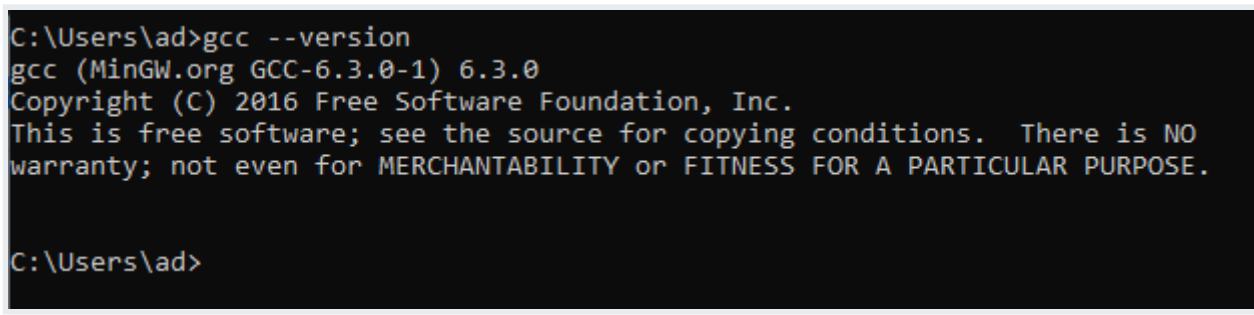 C:\Users\ad>gcc --version
gcc (MinGW.org GCC-6.3.0-1) 6.3.0
Copyright (C) 2016 Free Software Foundation, Inc.
This is free software; see the source for copying conditions.  There is NO
warranty; not even for MERCHANTABILITY or FITNESS FOR A PARTICULAR PURPOSE.
C:\Users\ad>